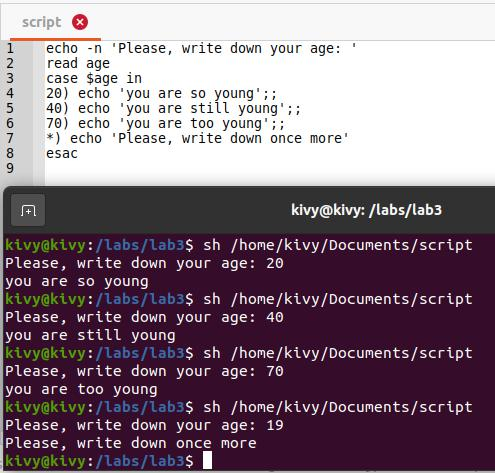 script
1 echo -n 'Please, write down your age: '
2 read age
3 case $age in
4 20) echo 'you are so young';;
5 40) echo 'you are still young';;
6 70) echo 'you are too young';;
7 *) echo 'Please, write down once more'
8 esac
9
kivy@kivy: /labs/lab3
kivy@kivy:/labs/lab3$ sh /home/kivy/Documents/script
Please, write down your age: 20
you are so young
kivy@kivy:/labs/lab3$ sh /home/kivy/Documents/script
Please, write down your age: 40
you are still young
kivy@kivy:/labs/lab3$ sh /home/kivy/Documents/script
Please, write down your age: 70
you are too young
kivy@kivy:/labs/lab3$ sh /home/kivy/Documents/script
Please, write down your age: 19
Please, write down once more
kivy@kivy:/labs/lab3$